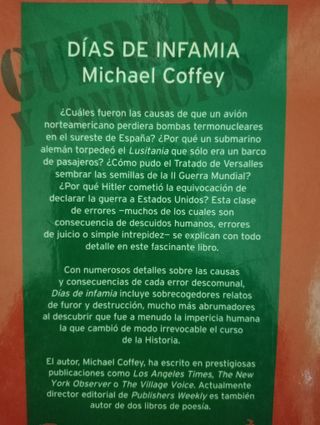 DÍAS DE INFAMIA
Michael Coffey
¿Cuáles fueron las causas de que un avión
norteamericano perdiera bombas termonucleares
en el sureste de España? ¿Por qué un submarino
alemán torpedeó el Lusitania que sólo era un barco
de pasajeros? ¿Cómo pudo el Tratado de Versalles
sembrar las semillas de la II Guerra Mundial?
¿Por qué Hitler cometió la equivocación de
declarar la guerra a Estados Unidos? Esta clase
de errores —muchos de los cuales son
consecuencia de descuidos humanos, errores
de juicio o simple intrepidez— se explican con todo
detalle en este fascinante libro.
Con numerosos detalles sobre las causas
y consecuencias de cada error descomunal,
Días de infamia incluye sobrecogedores relatos
de furor y destrucción, mucho más abrumadores
al descubrir que fue a menudo la impericia humana
la que cambió de modo irrevocable el curso
de la Historia.
El autor, Michael Coffey, ha escrito en prestigiosas
publicaciones como Los Angeles Times, The New
York Observer o The Village Voice. Actualmente
director editorial de Publishers Weekly es también
autor de dos libros de poesía.